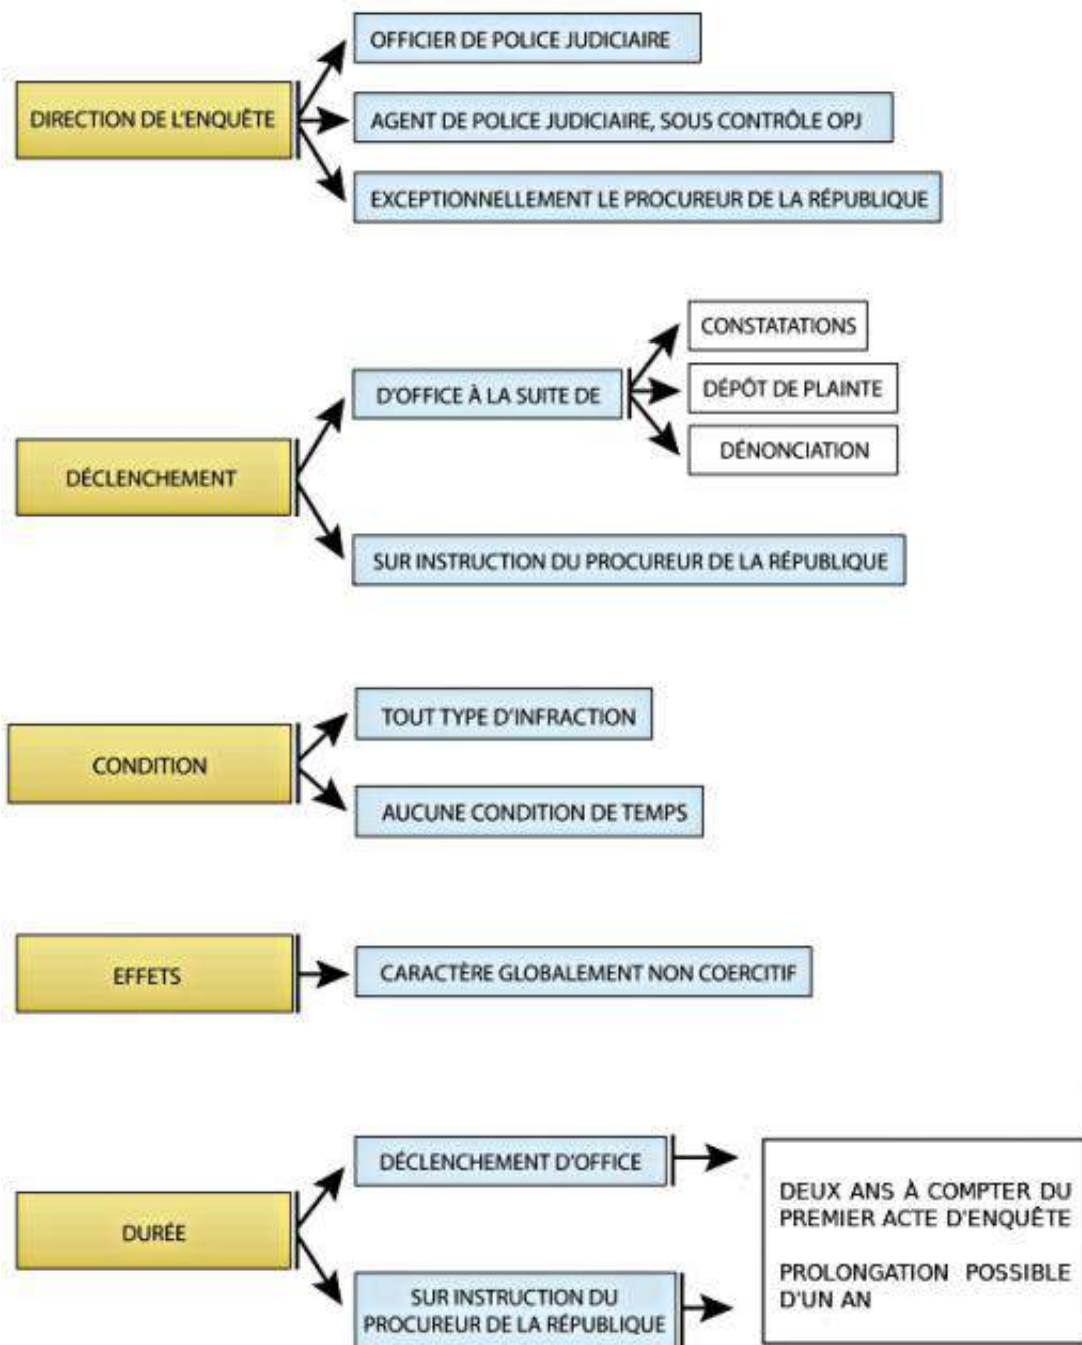 DIRECTION DE L'ENQUÊTE
OFFICIER DE POLICE JUDICIAIRE
AGENT DE POLICE JUDICIAIRE, SOUS CONTRÔLE OPJ
EXCEPTIONNELLEMENT LE PROCUREUR DE LA RÉPUBLIQUE
DÉCLENCHEMENT
D'OFFICE À LA SUITE DE
CONSTATATIONS
DÉPÔT DE PLAINTE
DÉNONCIATION
SUR INSTRUCTION DU PROCUREUR DE LA RÉPUBLIQUE
CONDITION
TOUT TYPE D'INFRACTION
AUCUNE CONDITION DE TEMPS
EFFETS
CARACTÈRE GLOBALEMENT NON COERCITIF
DURÉE
DÉCLENCHEMENT D'OFFICE
SUR INSTRUCTION DU
PROCUREUR DE LA RÉPUBLIQUE
DEUX ANS À COMPTER DU
PREMIER ACTE D'ENQUÊTE
PROLONGATION POSSIBLE
D'UN AN